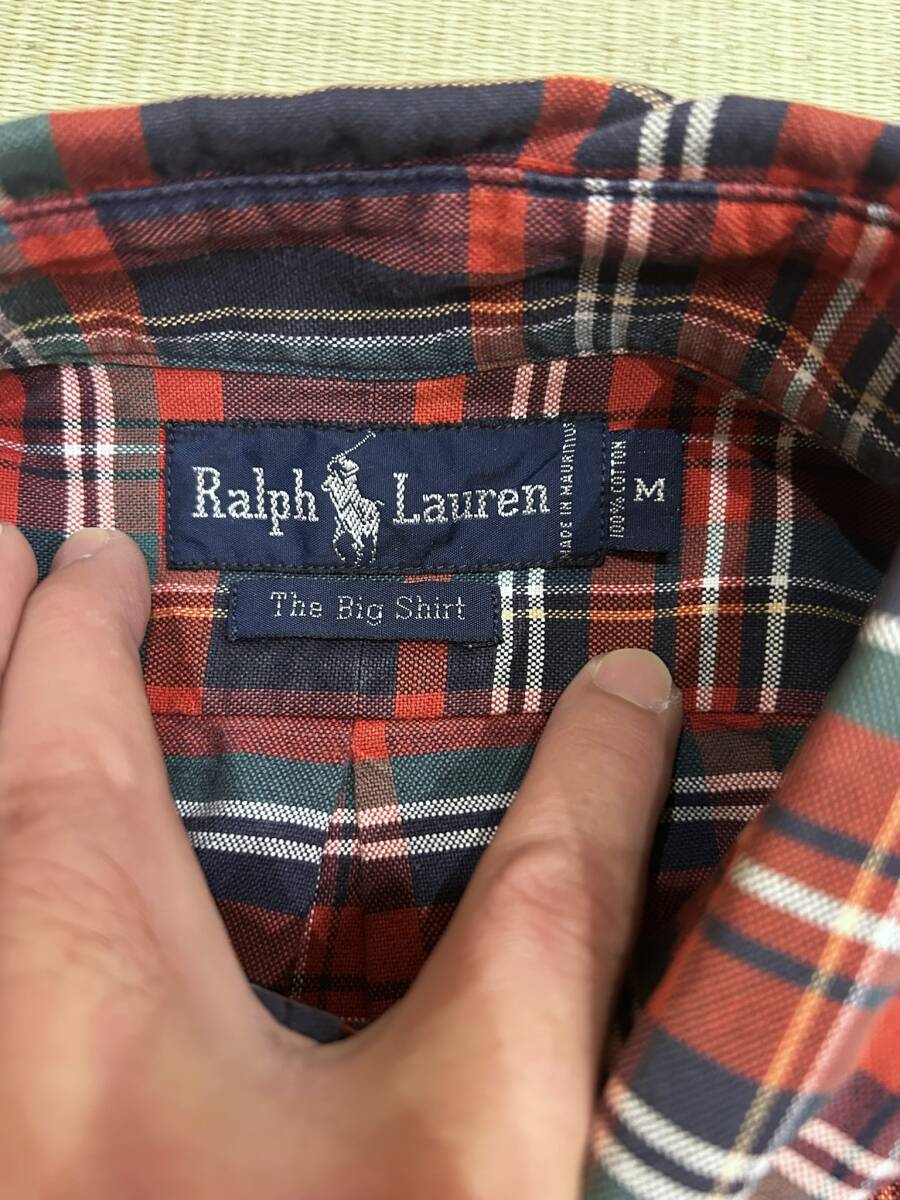 Ralph Lauren
MADE IN MAURITIUS
100% COTTON
M
The Big Shirt